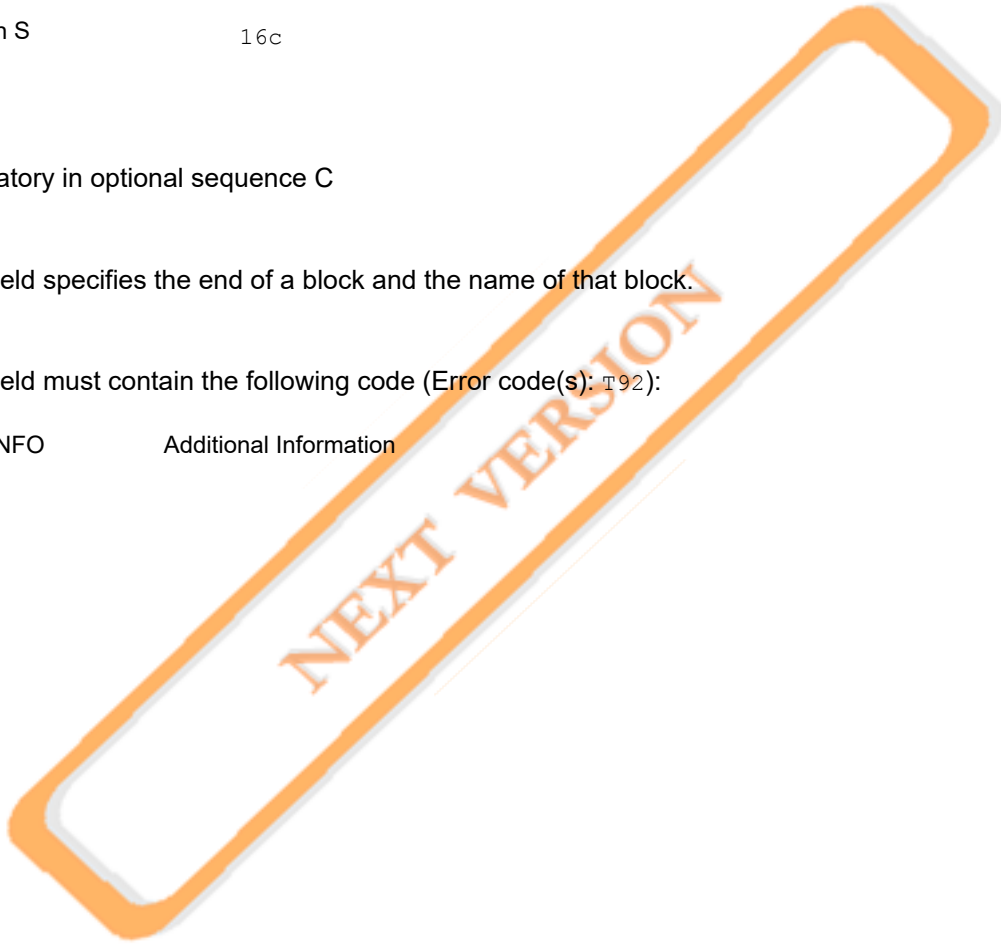 n S 16c
atory in optional sequence C
eld specifies the end of a block and the name of that block.
eld must contain the following code (Error code(s): T92):
NFO Additional Information
NEXT VERSION